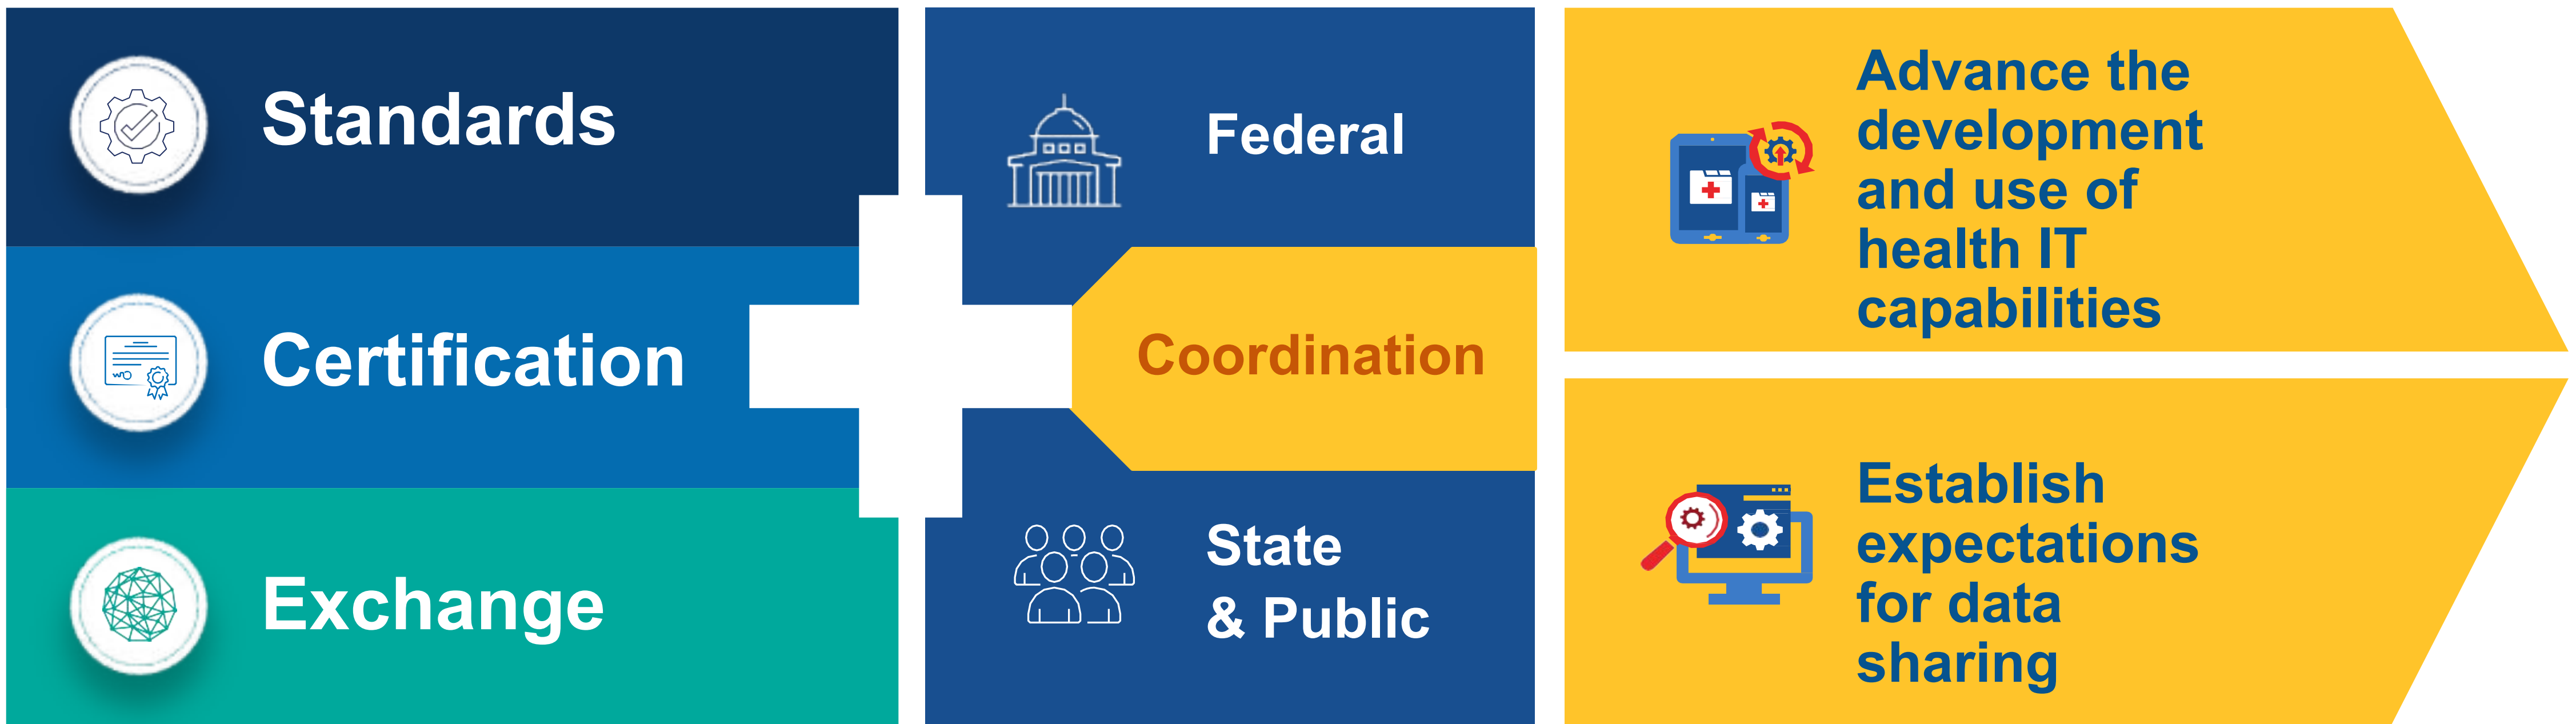 Standards
Certification
Exchange
Federal
Coordination
State
& Public
Advance the
development
and use of
health IT
capabilities
Establish
expectations
for data
sharing